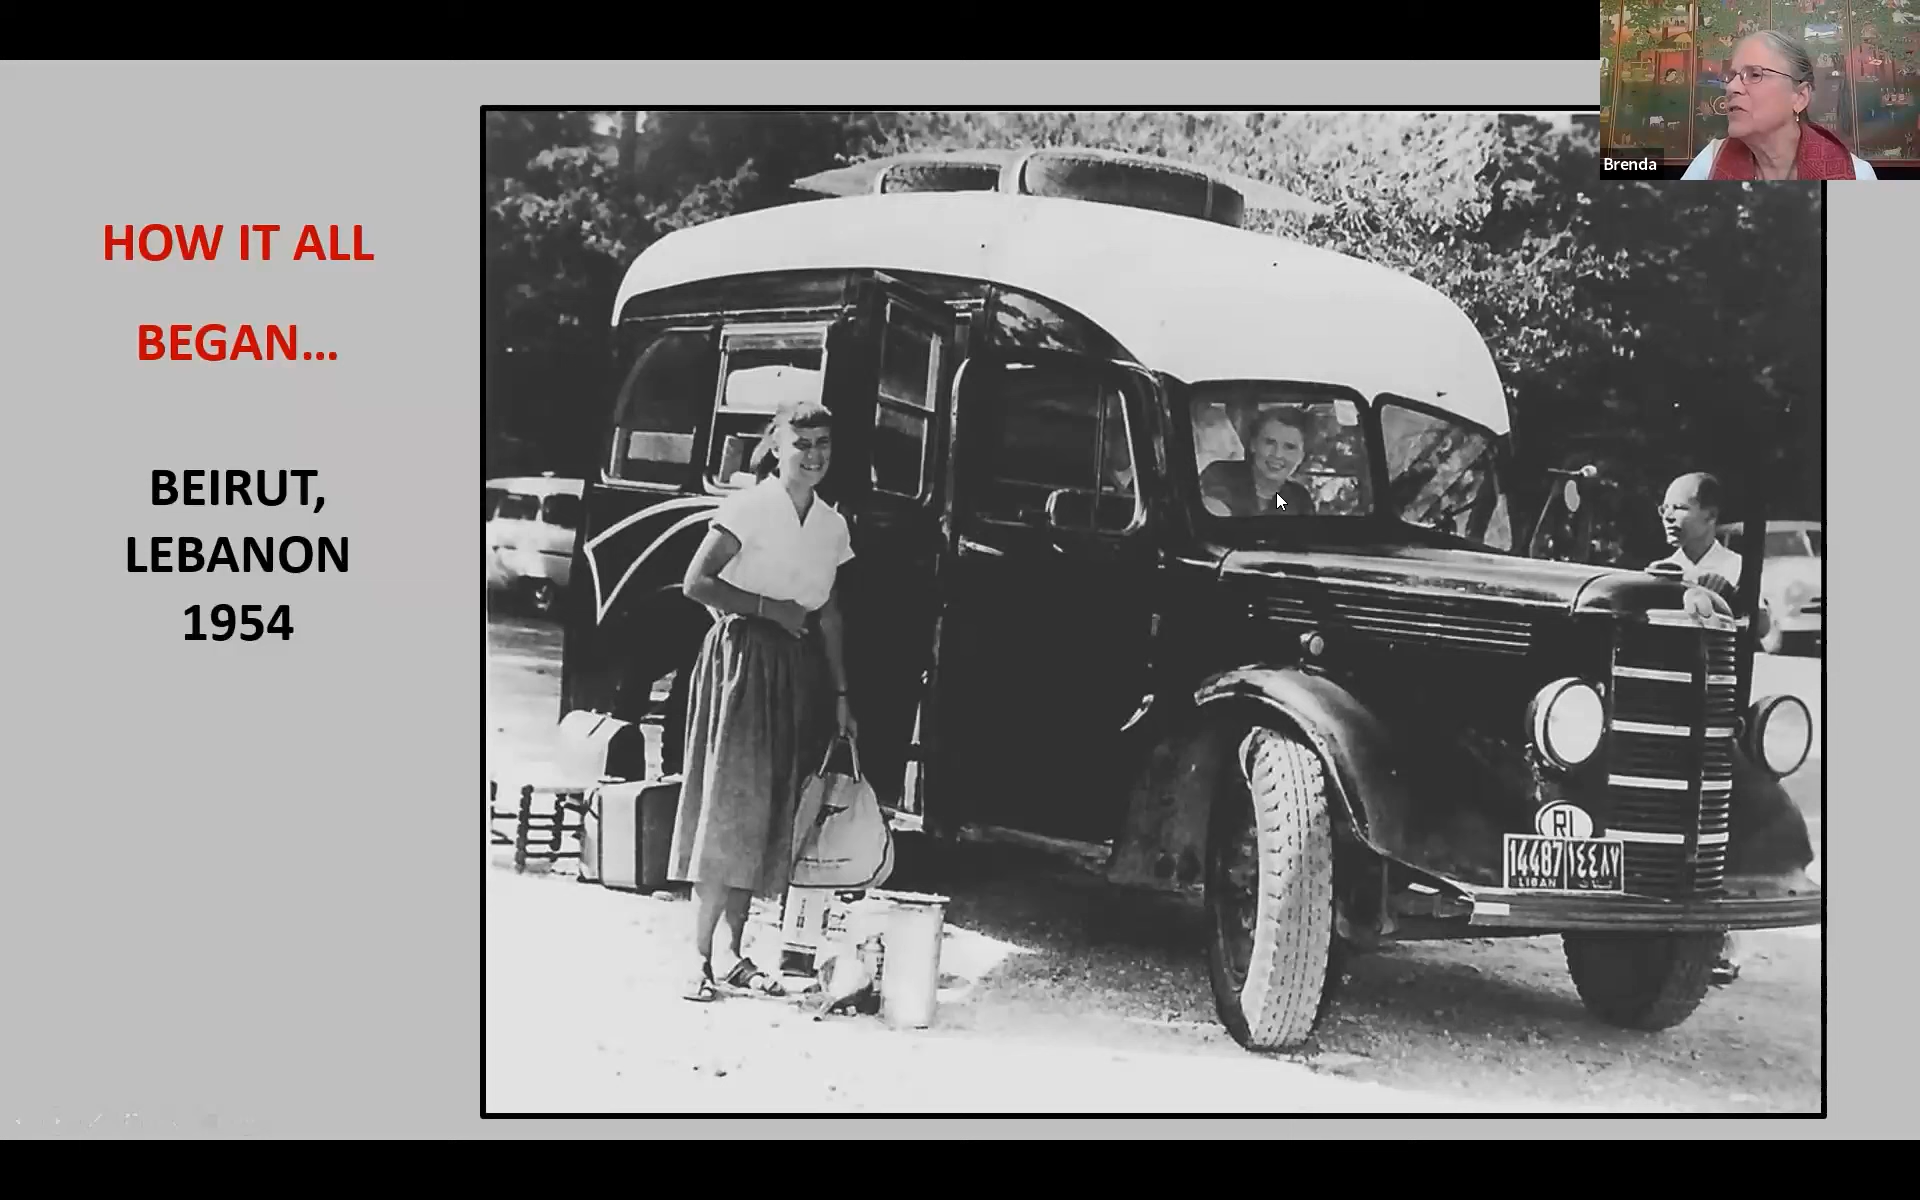 HOW IT ALL
BEGAN...
BEIRUT,
LEBANON
1954
Brenda
RL
14487 ١٤٤٨٧
LIBAN